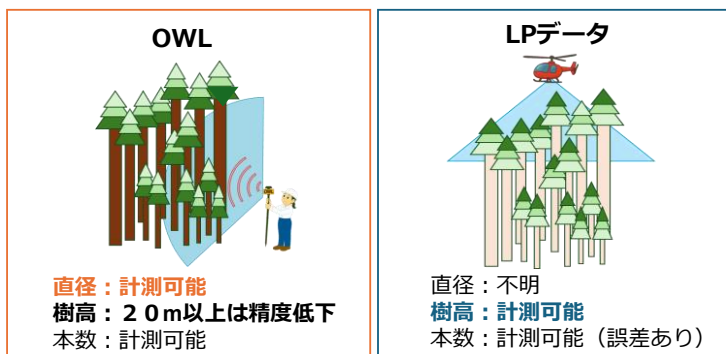 OWL
直径：計測可能
樹高：２０ｍ以上は精度低下
本数：計測可能
LPデータ
直径：不明
樹高：計測可能
本数：計測可能（誤差あり）